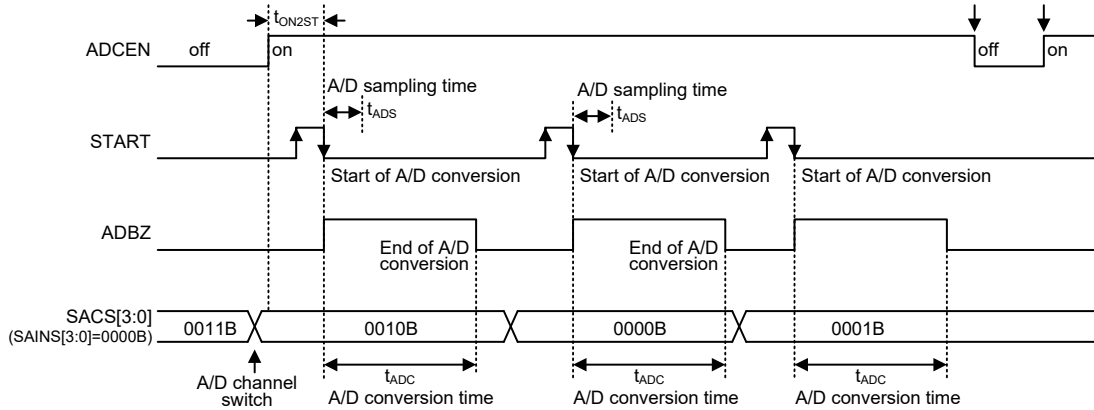 tON2ST
ADCEN
off
on
off
on
A/D sampling time
tADS
A/D sampling time
tADS
START
Start of A/D conversion
Start of A/D conversion
Start of A/D conversion
ADBZ
End of A/D
conversion
End of A/D
conversion
SACS[3:0]
(SAINS[3:0]=0000B)
0011B
0010B
0000B
0001B
A/D channel
switch
tADC
A/D conversion time
tADC
A/D conversion time
tADC
A/D conversion time